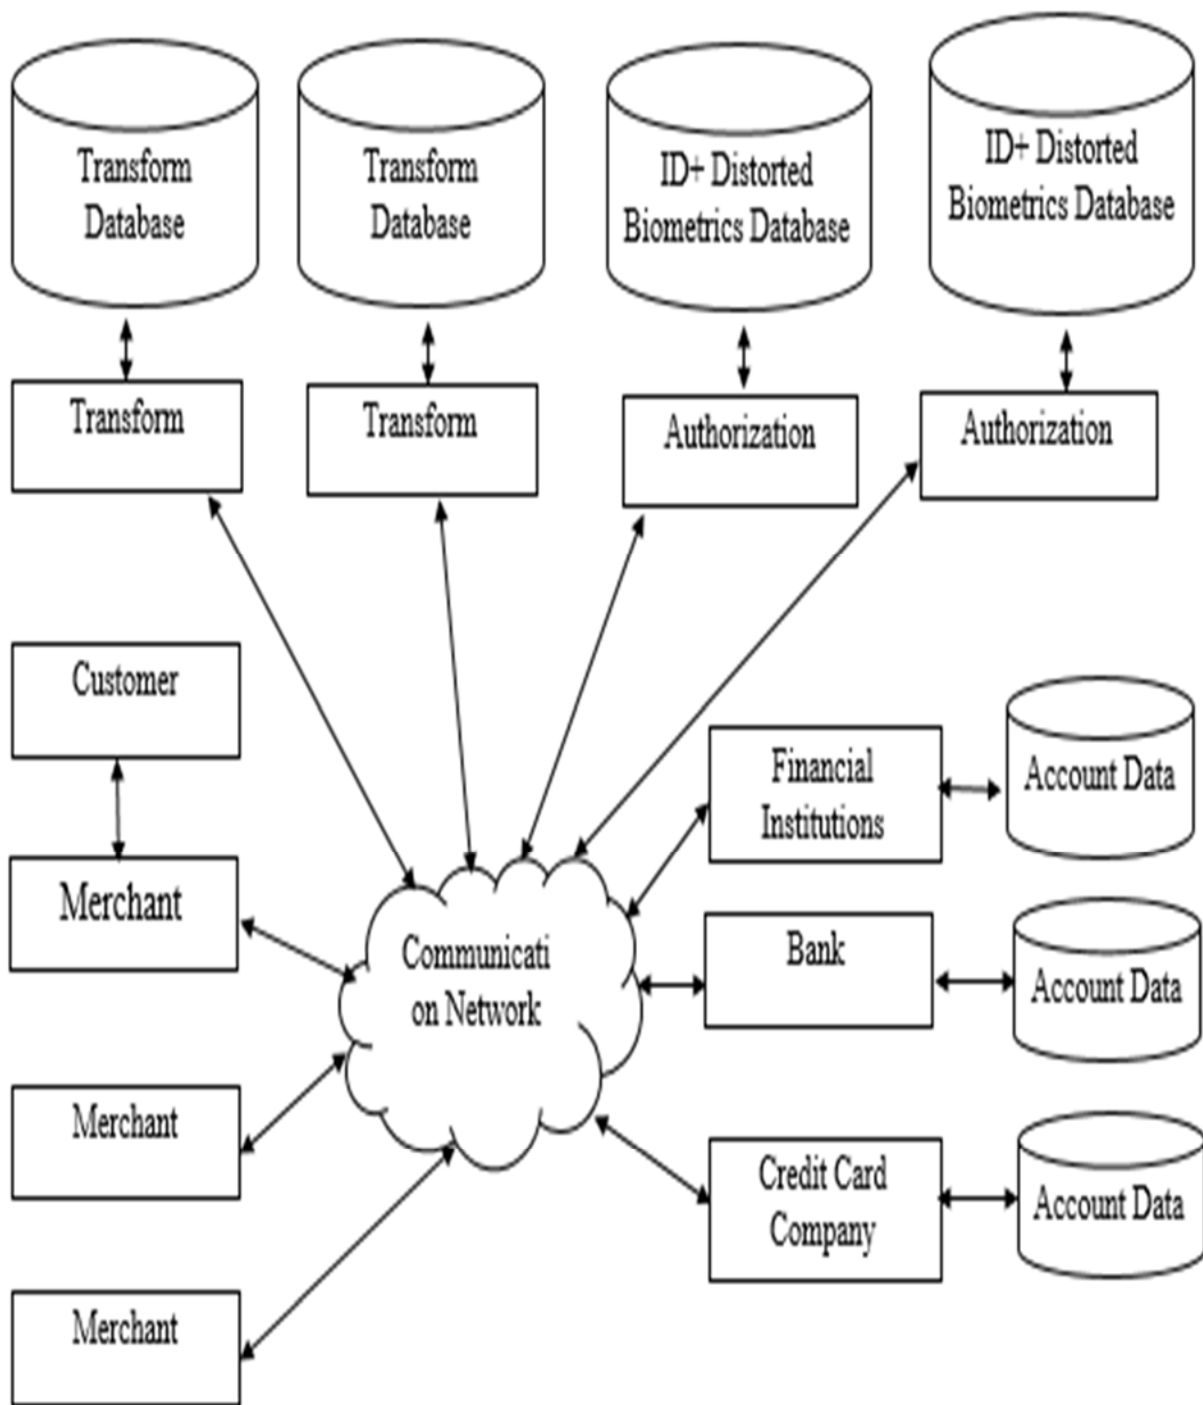 Transform
Database
Transform
Database
ID+ Distorted
Biometrics Database
ID+ Distorted
Biometrics Database
Transform
Transform
Authorization
Authorization
Customer
Financial
Institutions
Account Data
Merchant
Communicati
on Network
Bank
Account Data
Merchant
Credit Card
Company
Account Data
Merchant